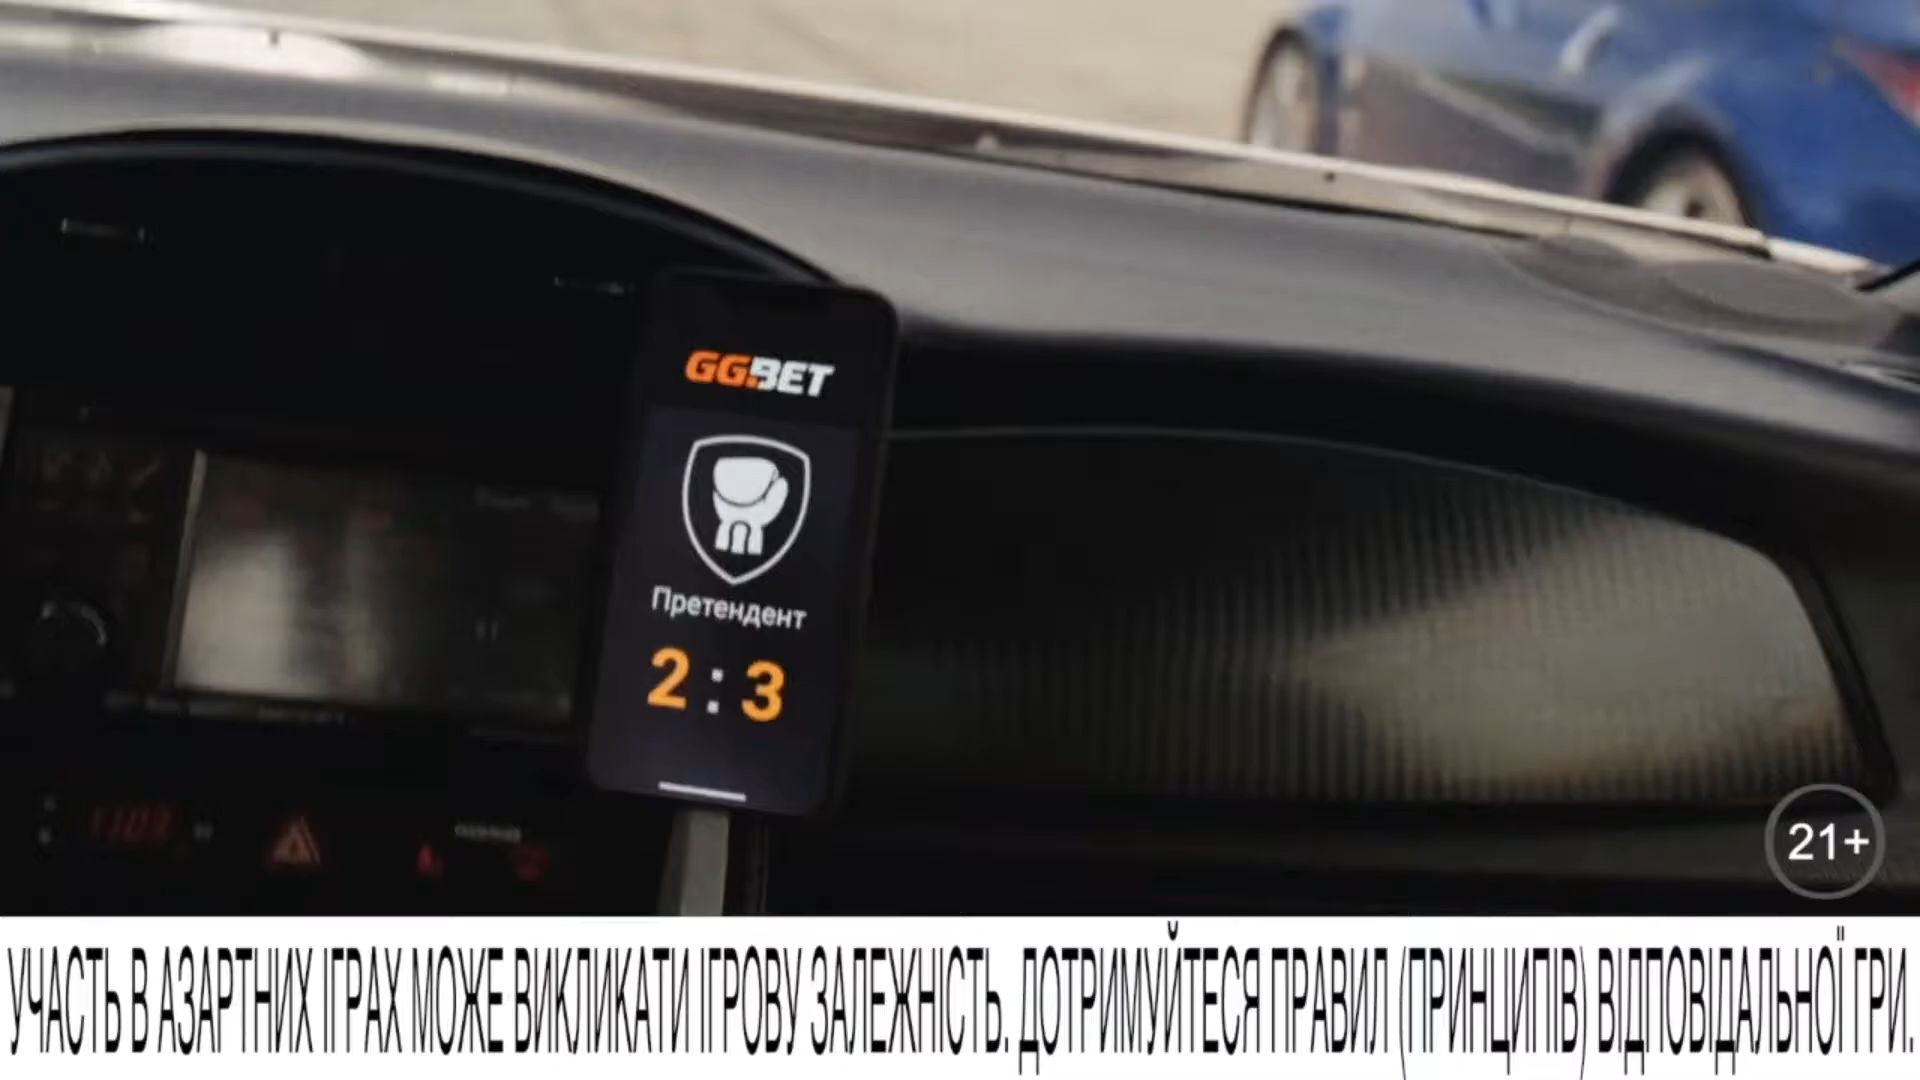 GG.BET
Претендент
2 : 3
21+
УЧАСТЬ В АЗАРТНИХ ІГРАХ МОЖЕ ВИКЛИКАТИ ІГРОВУ ЗАЛЕЖНІСТЬ. ДОТРИМУЙТЕСЯ ПРАВИЛ (ПРИНЦИПІВ) ВІДПОВІДАЛЬНОЇ ГРИ.